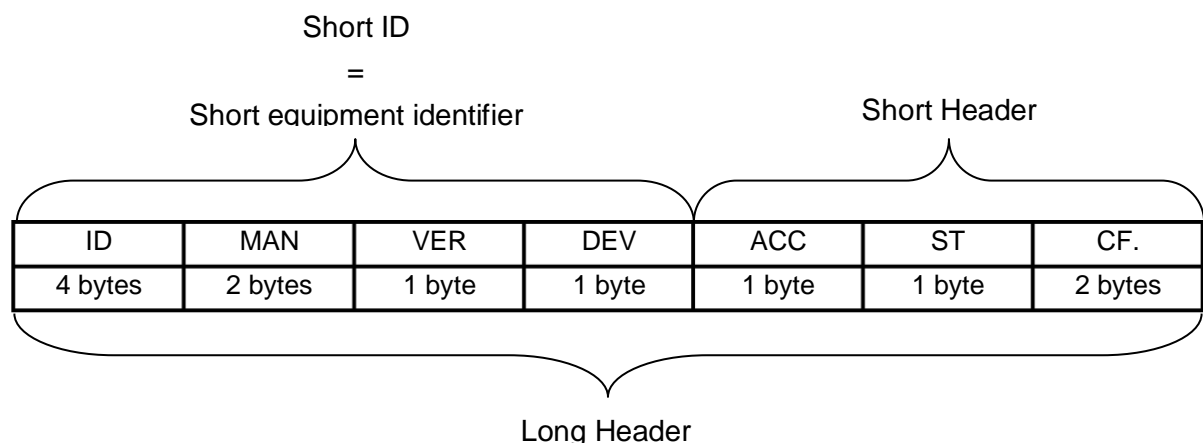 Short ID
=
Short equipment identifier
Short Header
ID MAN VER DEV ACC ST CF.
4 bytes 2 bytes 1 byte 1 byte 1 byte 1 byte 2 bytes
Long Header